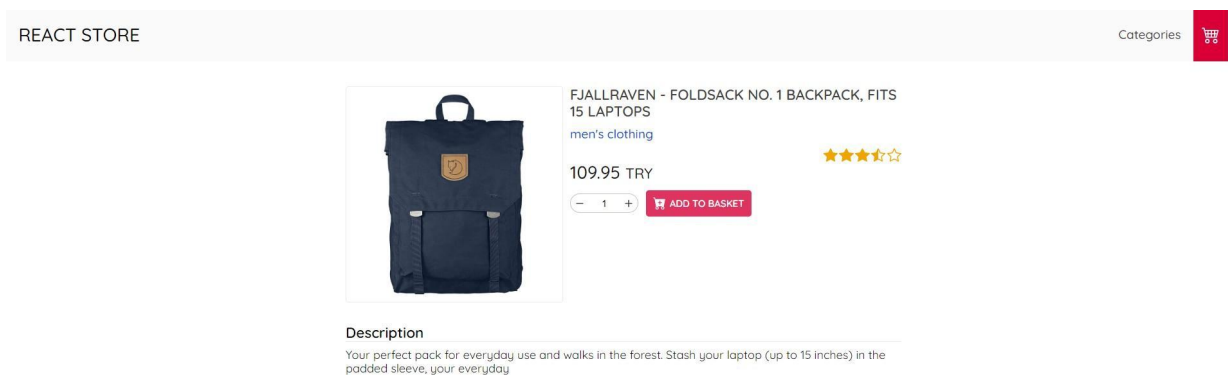 REACT STORE
Categories
FJALLRAVEN - FOLDSACK NO. 1 BACKPACK, FITS
15 LAPTOPS
men's clothing
109.95 TRY
− 1 +
ADD TO BASKET
Description
Your perfect pack for everyday use and walks in the forest. Stash your laptop (up to 15 inches) in the
padded sleeve, your everyday